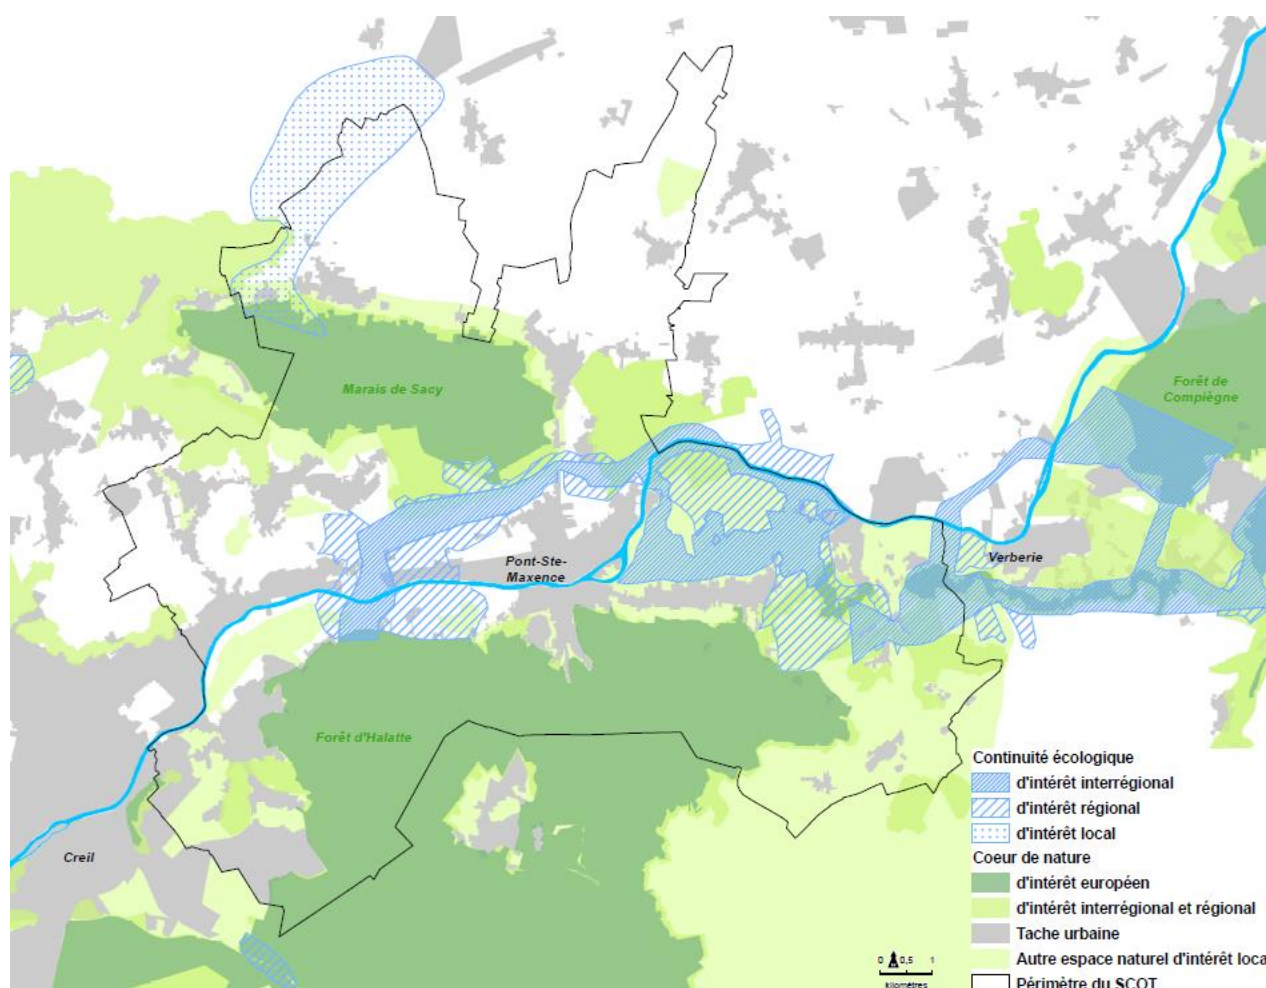 Marais de Sacy
Forêt de
Compiègne
Pont-Ste-
Maxence
Verberie
Forêt d'Halatte
Creil
Continuité écologique
d'intérêt interrégional
d'intérêt régional
d'intérêt local
Coeur de nature
d'intérêt européen
d'intérêt interrégional et régional
Tache urbaine
Autre espace naturel d'intérêt loca
Périmètre du SCOT
0 0,5 1
kilomètres